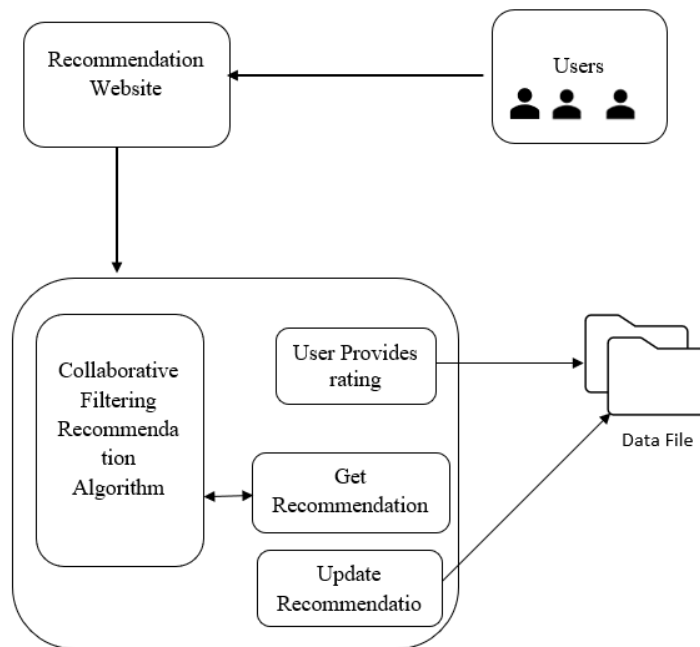 Recommendation
Website
Users
Collaborative
Filtering
Recommenda
tion
Algorithm
User Provides
rating
Get
Recommendation
Update
Recommendatio
Data File